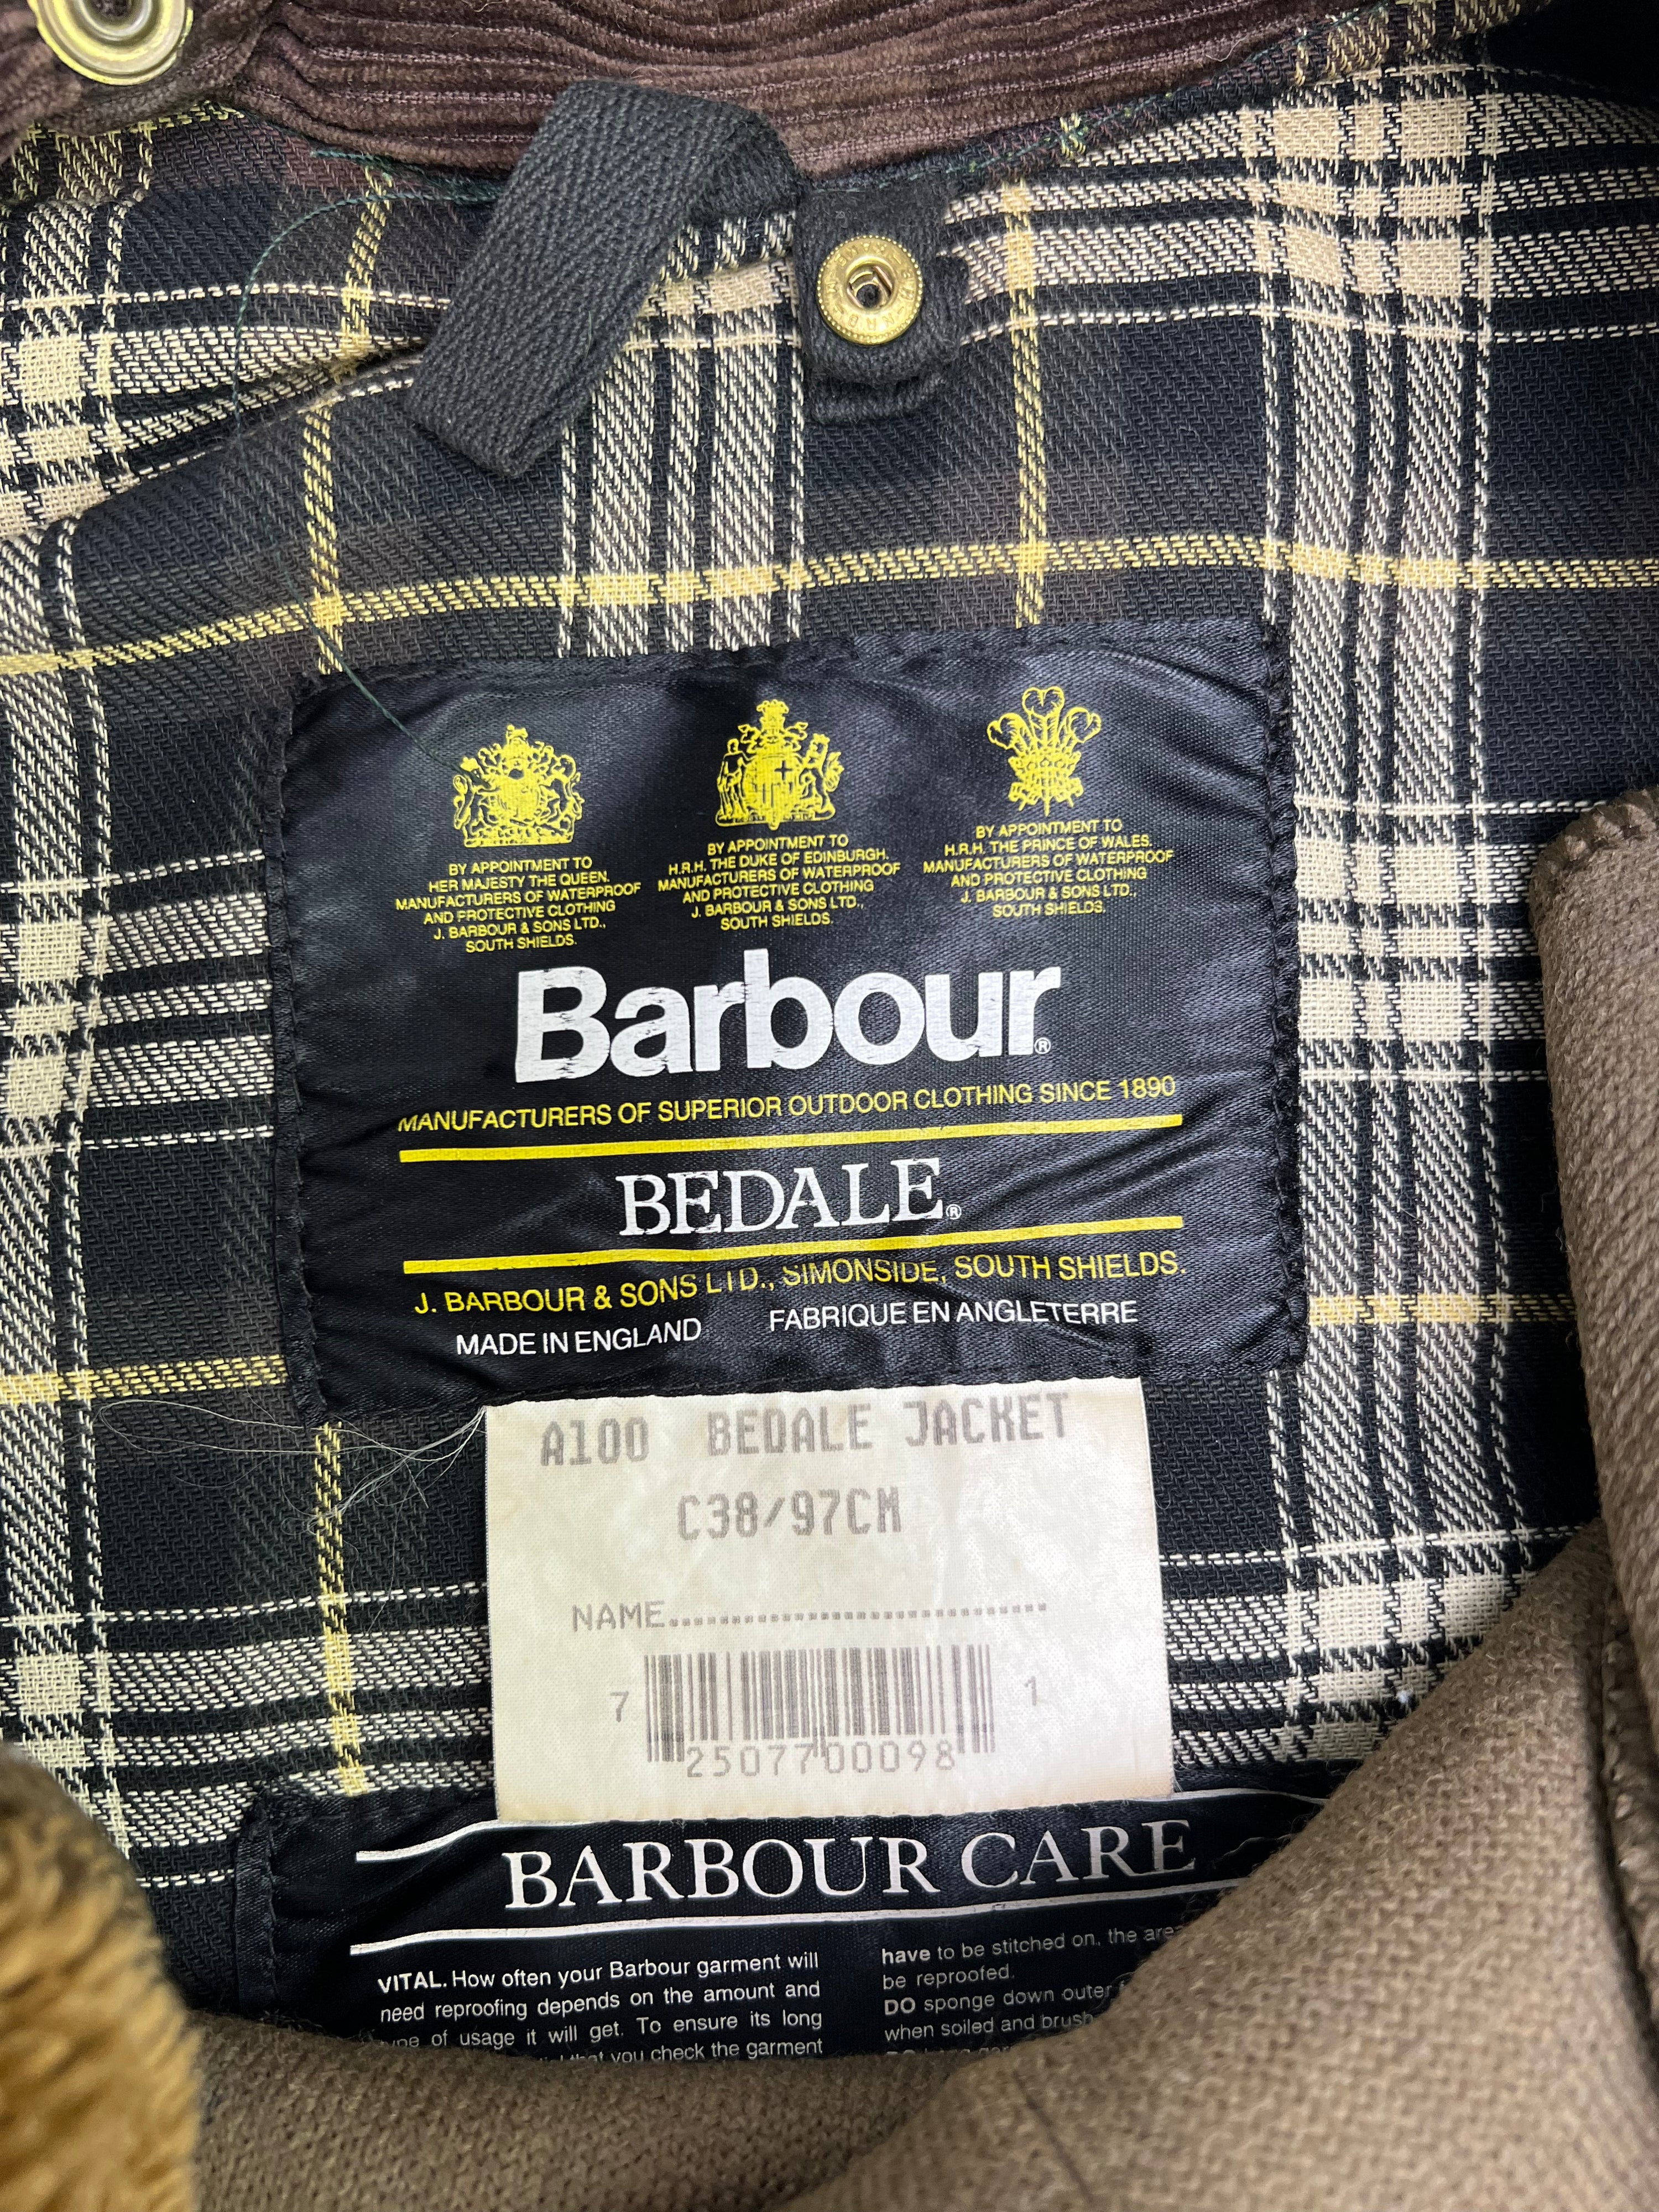 BY APPOINTMENT TO
HER MAJESTY THE QUEEN.
MANUFACTURERS OF WATERPROOF
AND PROTECTIVE CLOTHING
J. BARBOUR & SONS LTD.,
SOUTH SHIELDS.
BY APPOINTMENT TO
H.R.H. THE DUKE OF EDINBURGH.
MANUFACTURERS OF WATERPROOF
AND PROTECTIVE CLOTHING
J. BARBOUR & SONS LTD.,
SOUTH SHIELDS.
BY APPOINTMENT TO
H.R.H. THE PRINCE OF WALES.
MANUFACTURERS OF WATERPROOF
AND PROTECTIVE CLOTHING
J. BARBOUR & SONS LTD.,
SOUTH SHIELDS.
Barbour®
MANUFACTURERS OF SUPERIOR OUTDOOR CLOTHING SINCE 1890
BEDALE®
J. BARBOUR & SONS LTD., SIMONSIDE, SOUTH SHIELDS.
MADE IN ENGLAND FABRIQUE EN ANGLETERRE
A100 BEDALE JACKET
C38/97CM
NAME..............................
7 25077 00098 1
BARBOUR CARE
VITAL. How often your Barbour garment will
need reproofing depends on the amount and
of usage it will get. To ensure its long
that you check the garment
have to be stitched on, the
be reproofed.
DO sponge down outer
when soiled and brush